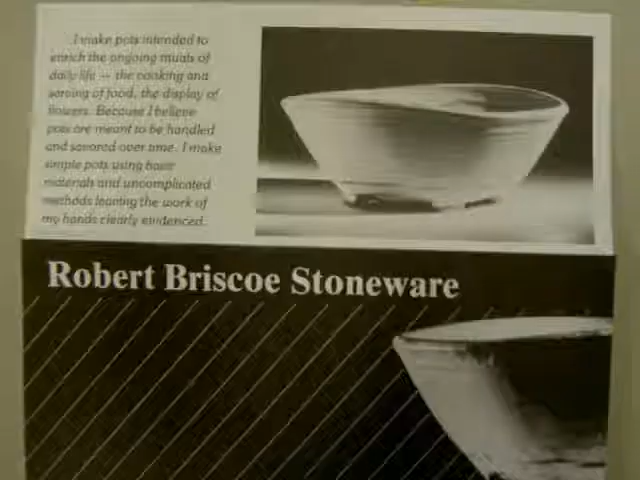 I make pots intended to
enrich the ongoing rituals of
daily life — the cooking and
serving of food, the display of
flowers. Because I believe
pots are meant to be handled
and savored over time. I make
simple pots using basic
materials and uncomplicated
methods leaving the work of
my hands clearly evidenced.
Robert Briscoe Stoneware